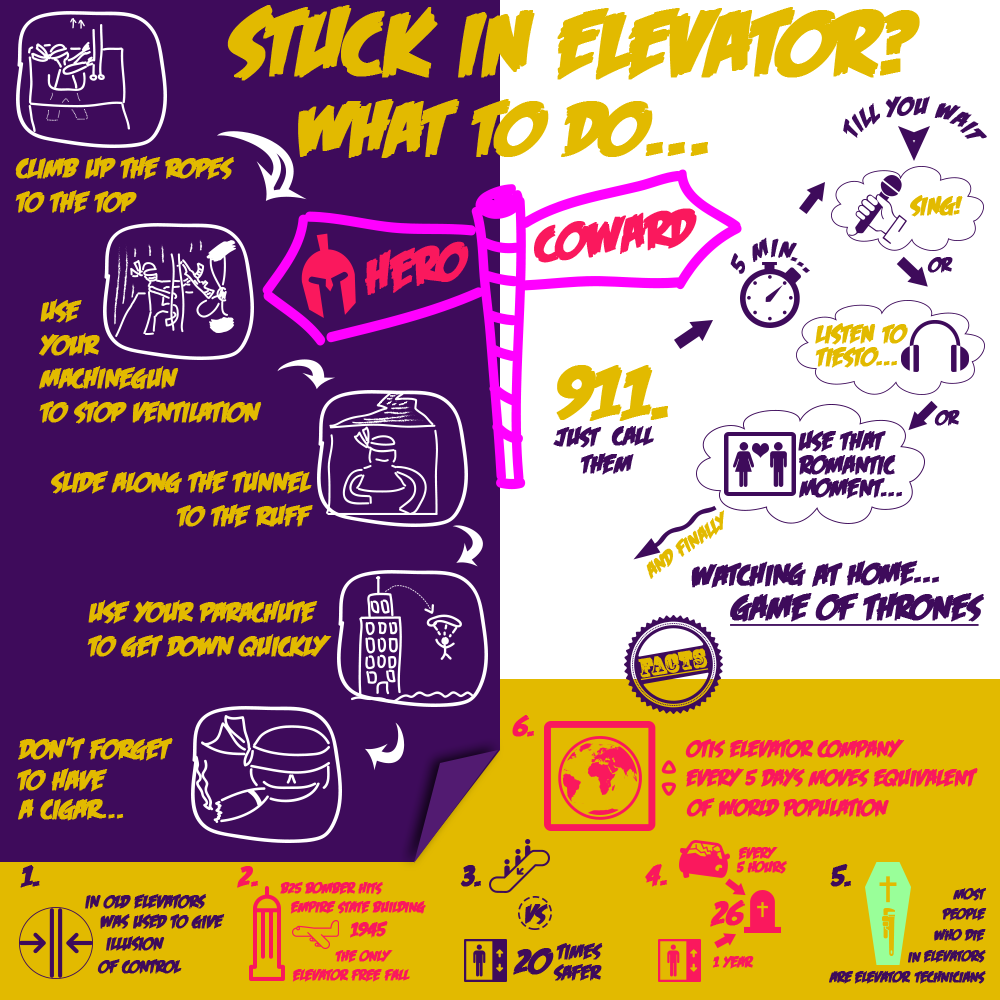 STUCK IN ELEVATOR?
WHAT TO DO...
HERO
COWARD
CLIMB UP THE ROPES
TO THE TOP
USE
YOUR
MACHINEGUN
TO STOP VENTILATION
SLIDE ALONG THE TUNNEL
TO THE RUFF
USE YOUR PARACHUTE
TO GET DOWN QUICKLY
DON'T FORGET
TO HAVE
A CIGAR...
911.
JUST CALL
THEM
5 MIN...
TILL YOU WAIT
SING!
OR
LISTEN TO
TIESTO...
OR
USE THAT
ROMANTIC
MOMENT...
AND FINALLY
WATCHING AT HOME...
GAME OF THRONES
FACTS
1.
IN OLD ELEVATORS
WAS USED TO GIVE
ILLUSION
OF CONTROL
2.
B25 BOMBER HITS
EMPIRE STATE BUILDING
1945
THE ONLY
ELEVATOR FREE FALL
3.
VS
20 TIMES
SAFER
4.
EVERY
5 HOURS
26
1 YEAR
5.
MOST
PEOPLE
WHO DIE
IN ELEVATORS
ARE ELEVATOR TECHNICIANS
6.
OTIS ELEVATOR COMPANY
EVERY 5 DAYS MOVES EQUIVALENT
OF WORLD POPULATION